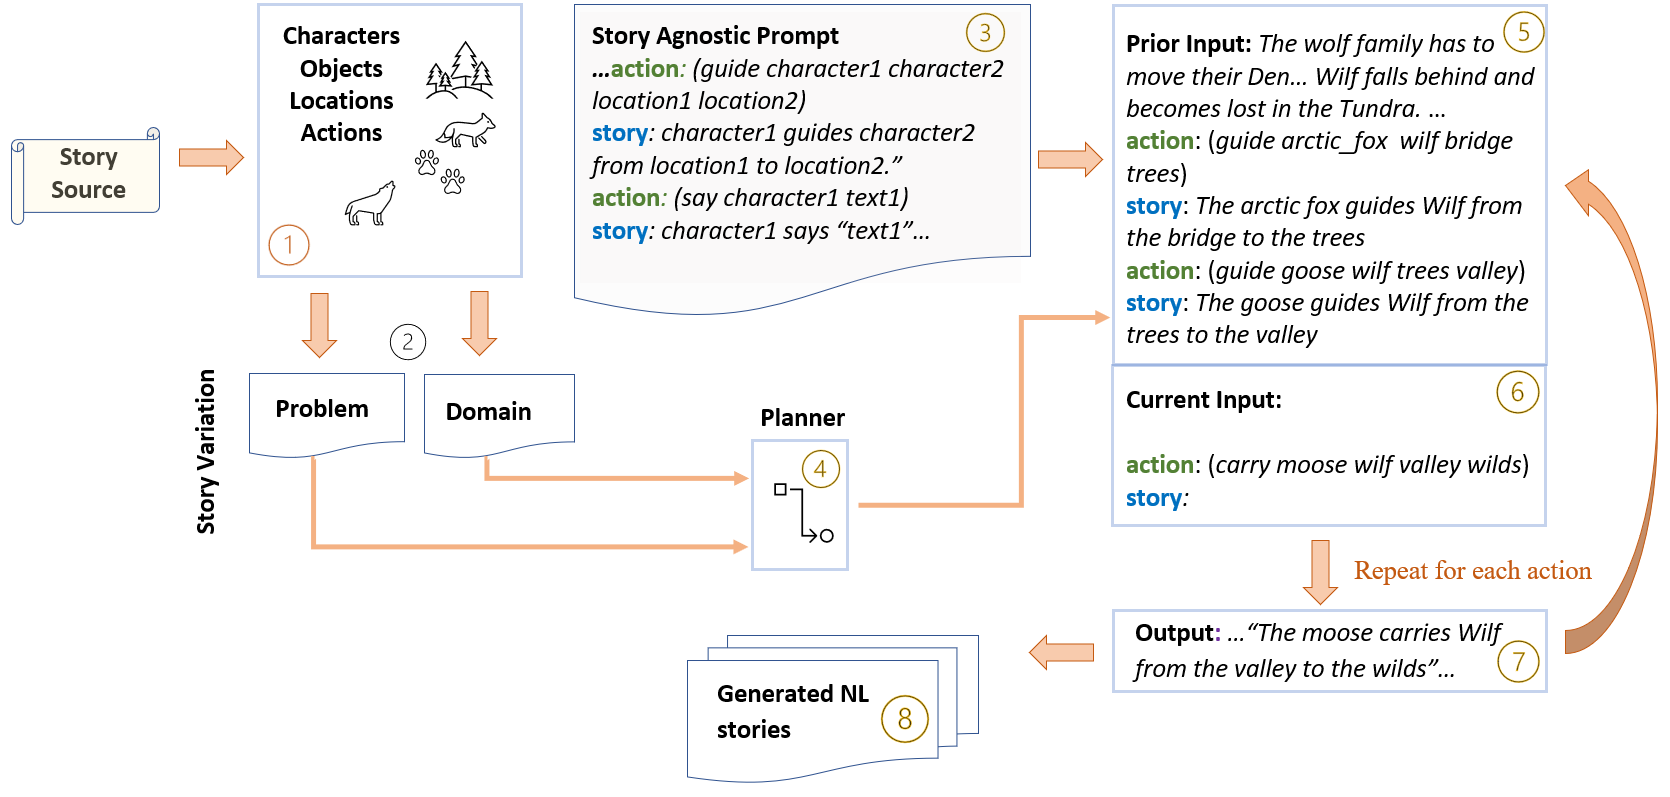 Story
Source
Characters
Objects
Locations
Actions
1
2
Story Variation
Problem
Domain
Story Agnostic Prompt
3
...action: (guide character1 character2
location1 location2)
story: character1 guides character2
from location1 to location2.”
action: (say character1 text1)
story: character1 says “text1”...
Planner
4
5
Prior Input: The wolf family has to
move their Den... Wilf falls behind and
becomes lost in the Tundra. ...
action: (guide arctic_fox wilf bridge
trees)
story: The arctic fox guides Wilf from
the bridge to the trees
action: (guide goose wilf trees valley)
story: The goose guides Wilf from the
trees to the valley
6
Current Input:
action: (carry moose wilf valley wilds)
story:
Repeat for each action
Output: ...“The moose carries Wilf
from the valley to the wilds”...
7
Generated NL
stories
8